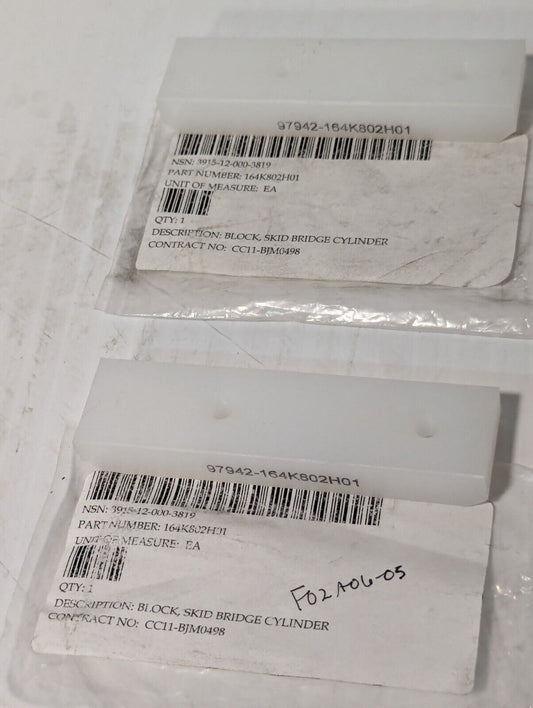 97942-164K802H01
NSN: 3915-12-000-3819
PART NUMBER: 164K802H01
UNIT OF MEASURE: EA
QTY: 1
DESCRIPTION: BLOCK, SKID BRIDGE CYLINDER
CONTRACT NO: CC11-BJM0498
97942-164K802H01
NSN: 3915-12-000-3819
PART NUMBER: 164K802H01
UNIT OF MEASURE: EA
F02A06-05
QTY: 1
DESCRIPTION: BLOCK, SKID BRIDGE CYLINDER
CONTRACT NO: CC11-BJM0498